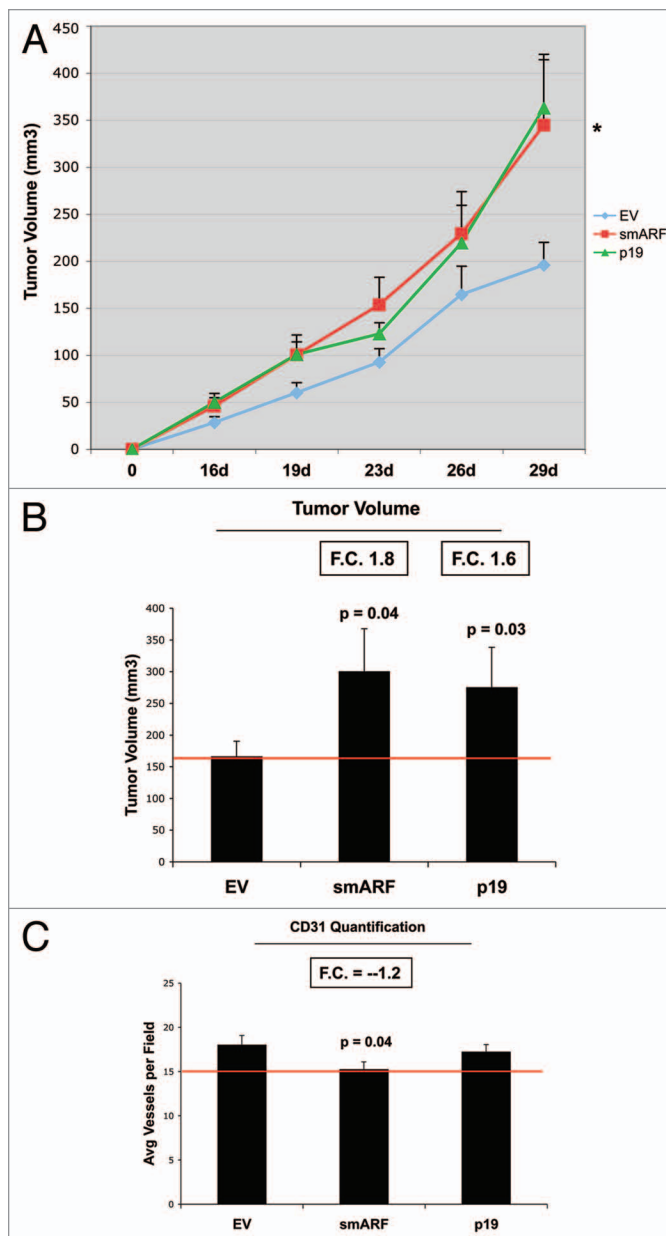 A
450
400
350
300
250
200
150
100
50
0
Tumor Volume (mm3)
0 16d 19d 23d 26d 29d
*
EV
smARF
p19
B
Tumor Volume
F.C. 1.8 F.C. 1.6
p = 0.04 p = 0.03
400
350
300
250
200
150
100
50
0
Tumor Volume (mm3)
EV smARF p19
C
CD31 Quantification
F.C. = --1.2
p = 0.04
25
20
15
10
5
0
Avg Vessels per Field
EV smARF p19